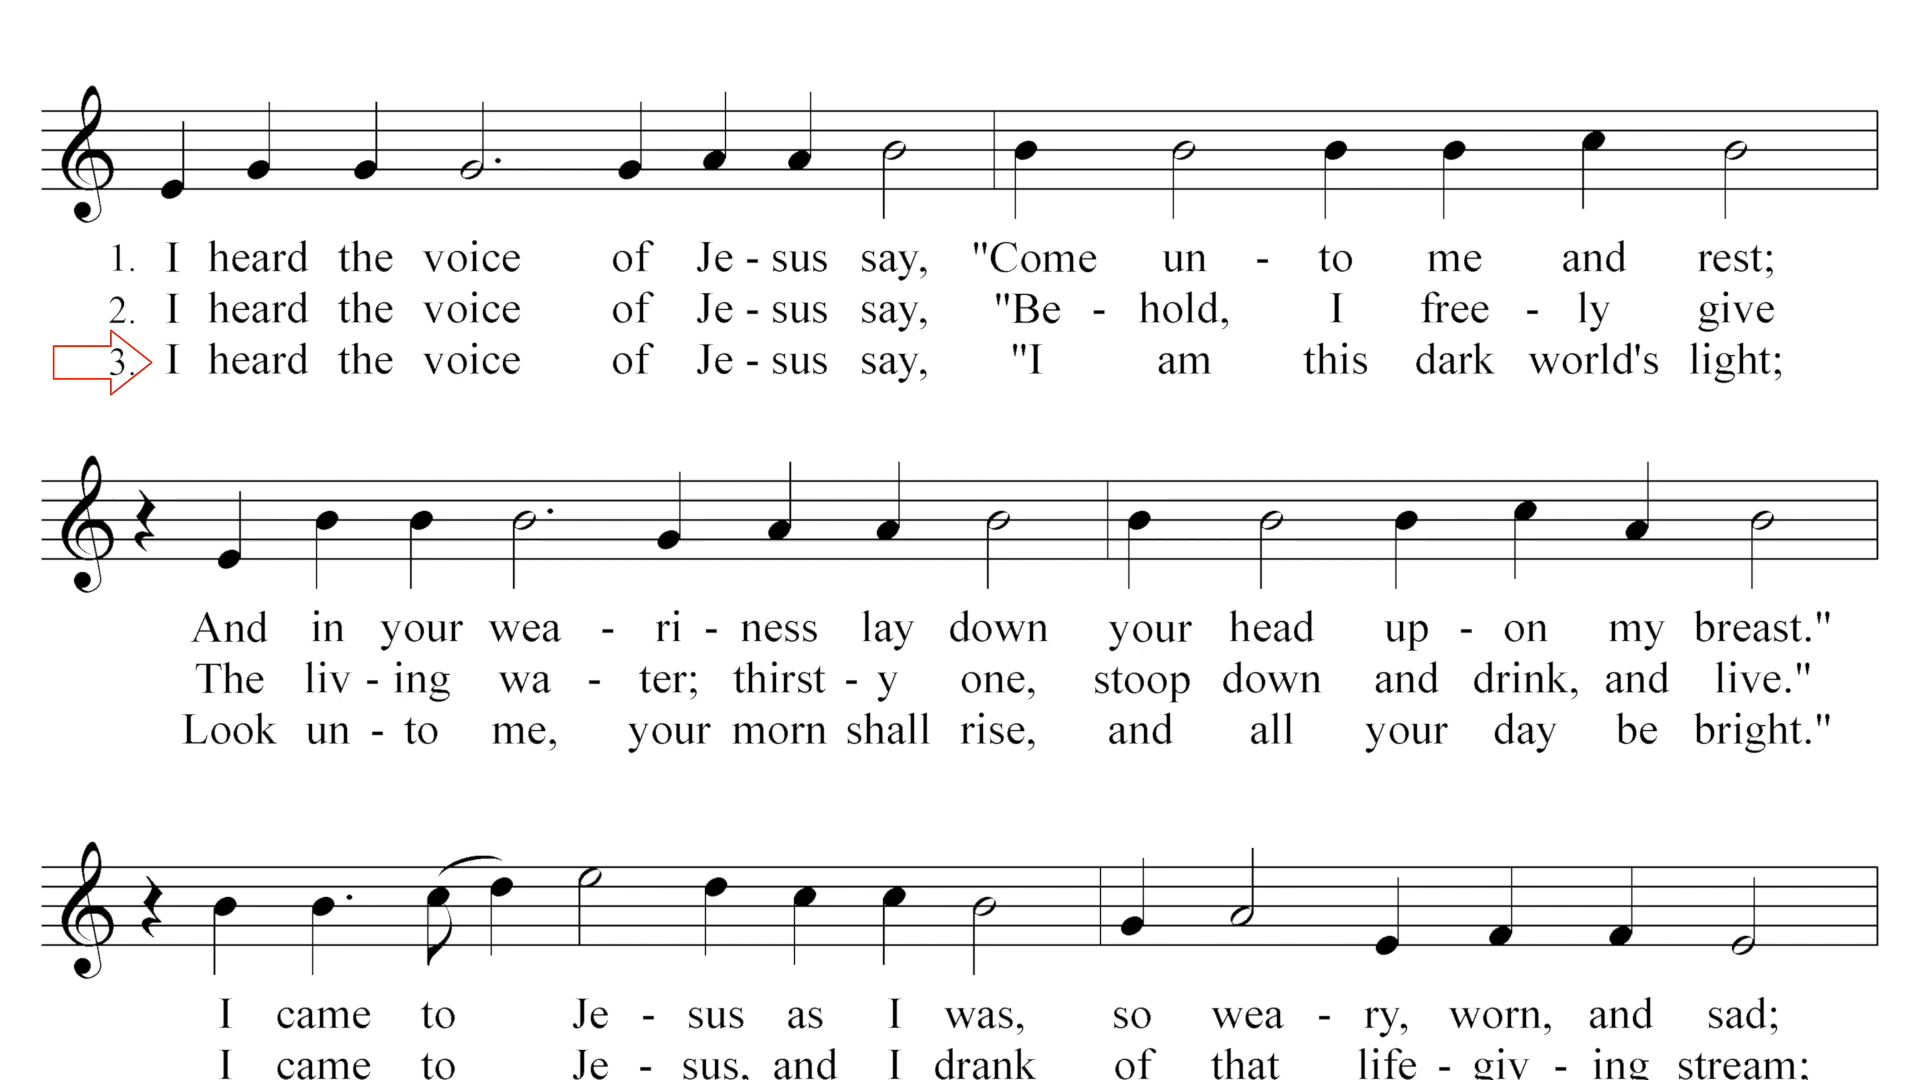 1. I heard the voice of Je - sus say, "Come un - to me and rest;
2. I heard the voice of Je - sus say, "Be - hold, I free - ly give
3. I heard the voice of Je - sus say, "I am this dark world's light;
And in your wea - ri - ness lay down your head up - on my breast."
The liv - ing wa - ter; thirst - y one, stoop down and drink, and live."
Look un - to me, your morn shall rise, and all your day be bright."
I came to Je - sus as I was, so wea - ry, worn, and sad;
I came to Je - sus, and I drank of that life - giv - ing stream;